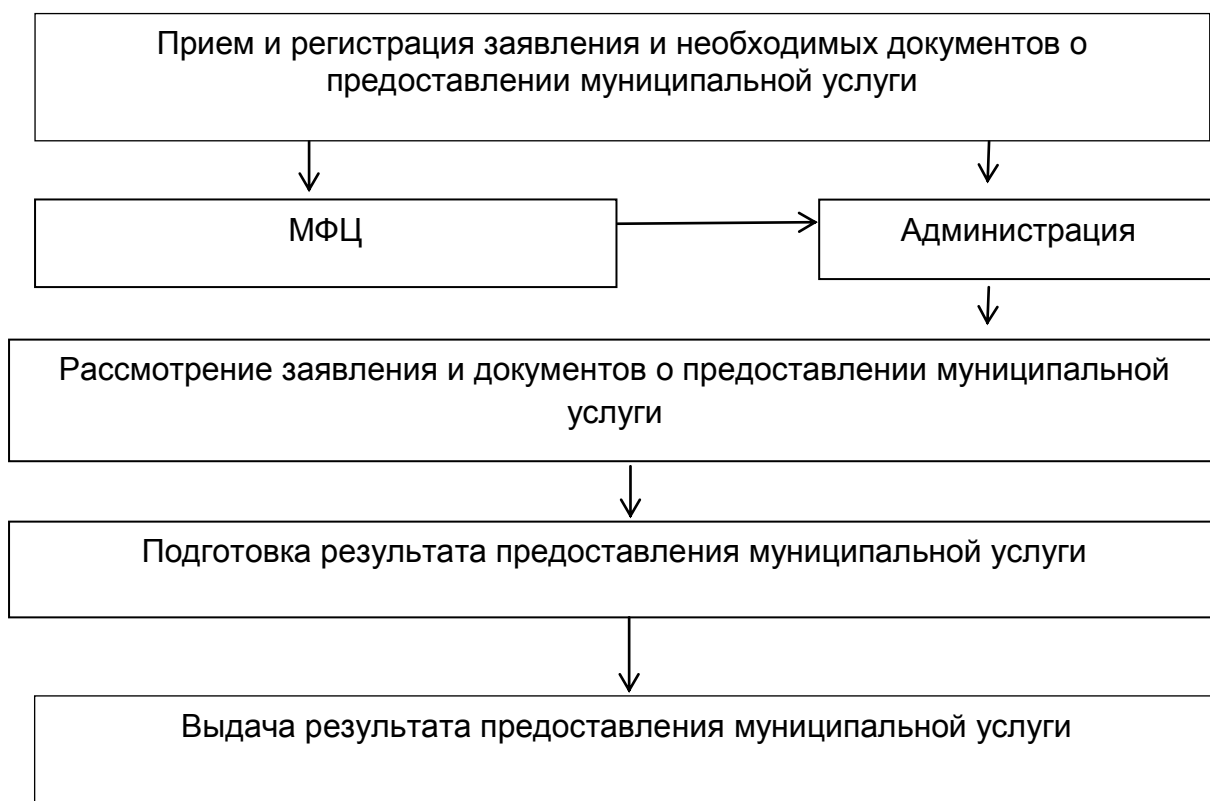 Прием и регистрация заявления и необходимых документов о
предоставлении муниципальной услуги
МФЦ
Администрация
Рассмотрение заявления и документов о предоставлении муниципальной
услуги
Подготовка результата предоставления муниципальной услуги
Выдача результата предоставления муниципальной услуги